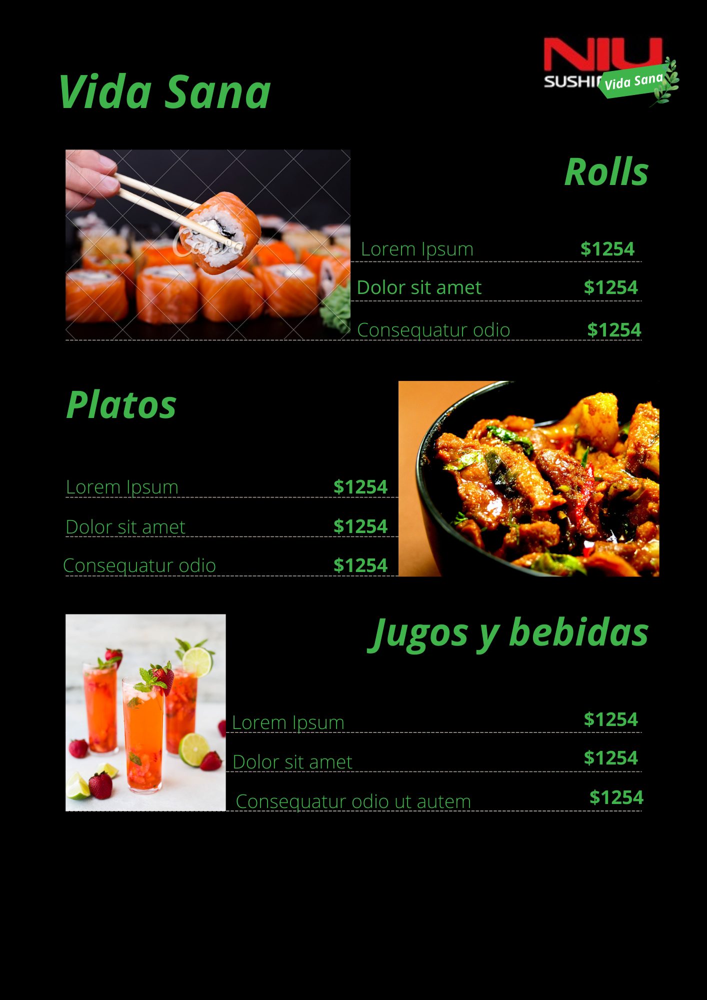 NIU
SUSHI
Vida Sana
Vida Sana
Rolls
Canva
Lorem Ipsum $1254
Dolor sit amet $1254
Consequatur odio $1254
Platos
Lorem Ipsum $1254
Dolor sit amet $1254
Consequatur odio $1254
Jugos y bebidas
Lorem Ipsum $1254
Dolor sit amet $1254
Consequatur odio ut autem $1254